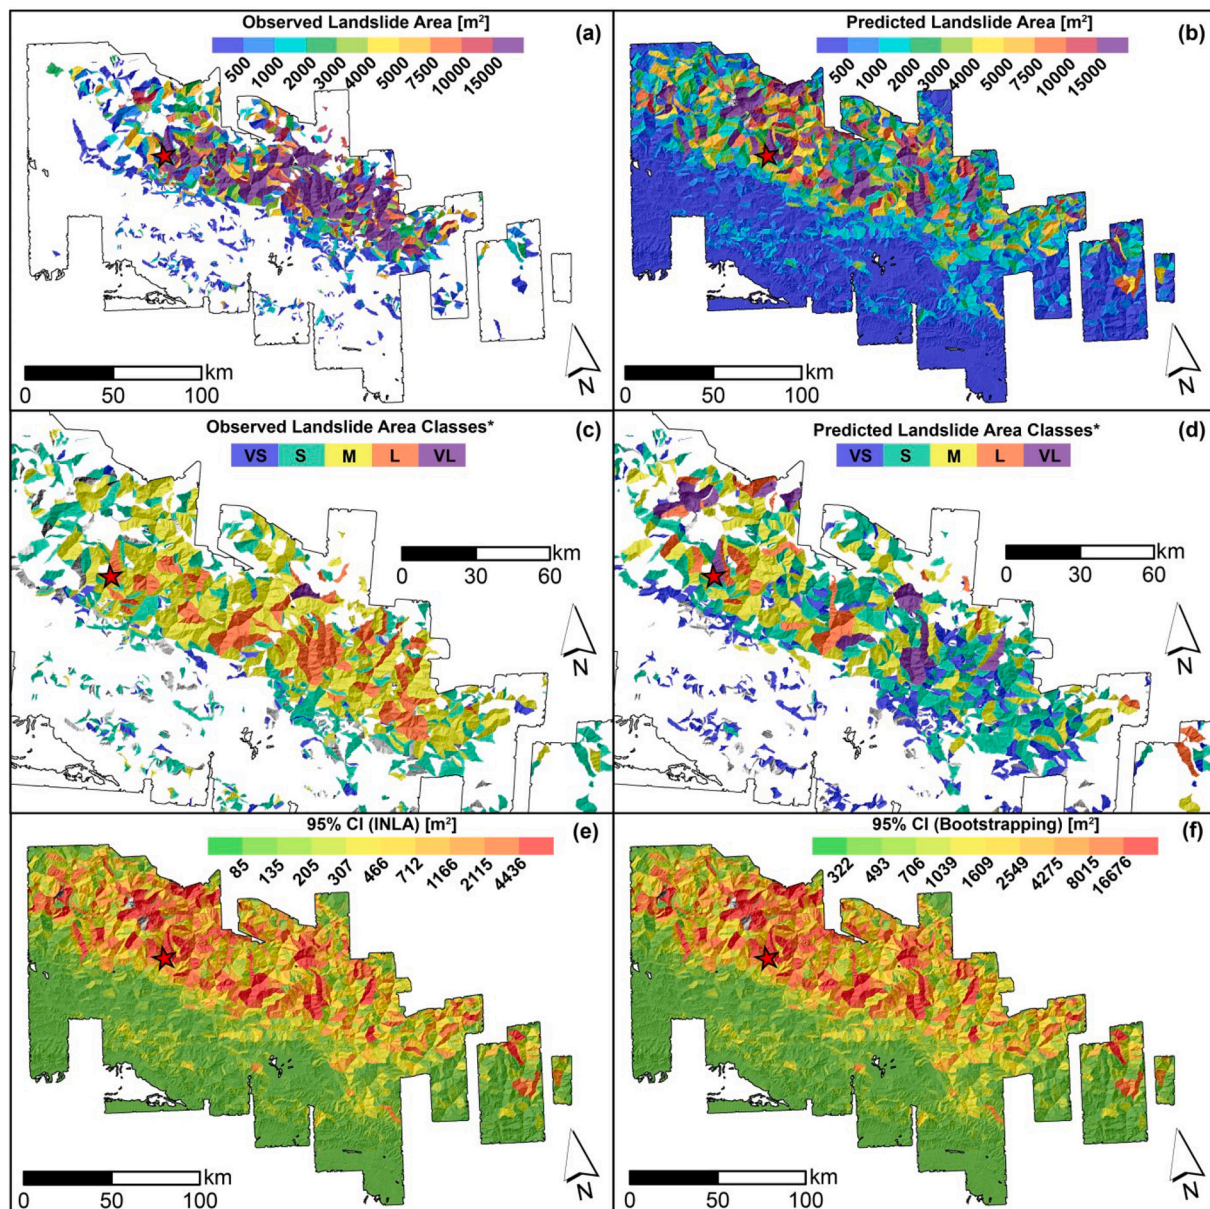 Observed Landslide Area [m²]
(a)
500
1000
2000
3000
4000
5000
7500
10000
15000
0
50
100
km
N
Predicted Landslide Area [m²]
(b)
500
1000
2000
3000
4000
5000
7500
10000
15000
0
50
100
km
N
Observed Landslide Area Classes*
(c)
VS
S
M
L
VL
0
30
60
km
N
Predicted Landslide Area Classes*
(d)
VS
S
M
L
VL
0
30
60
km
N
95% CI (INLA) [m²]
(e)
85
135
205
307
466
712
1166
2115
4436
0
50
100
km
N
95% CI (Bootstrapping) [m²]
(f)
322
493
706
1039
1609
2549
4275
8015
16676
0
50
100
km
N